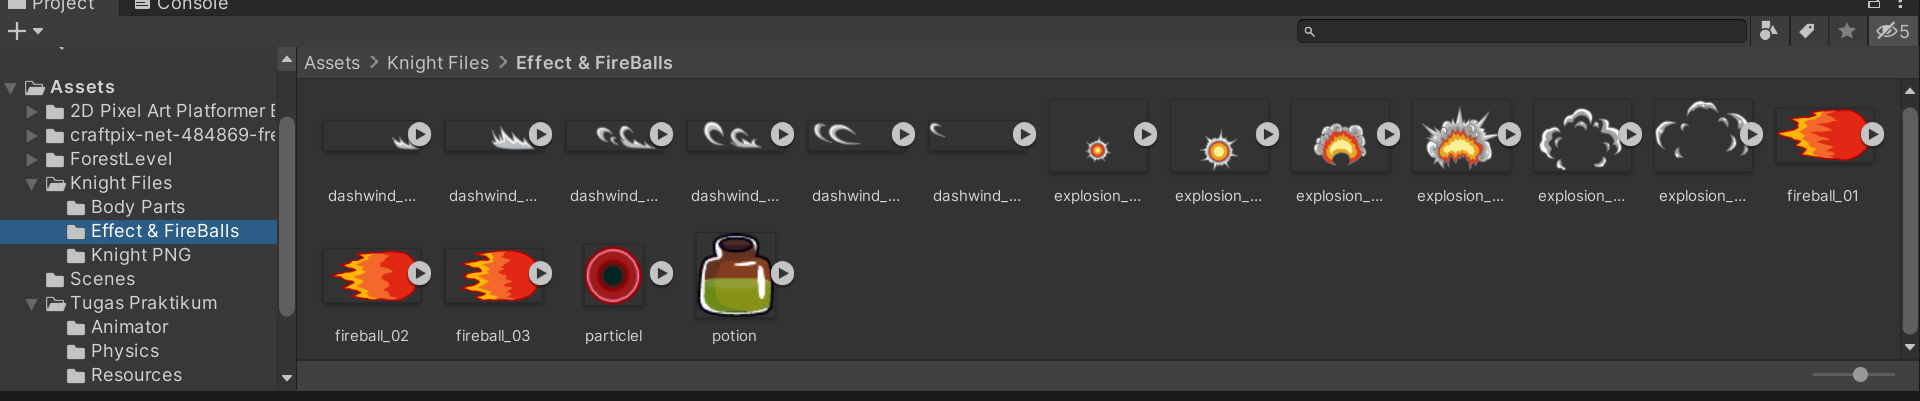 Project
Console
5
Assets
2D Pixel Art Platformer
craftpix-net-484869-fre
ForestLevel
Knight Files
Body Parts
Effect & FireBalls
Knight PNG
Scenes
Tugas Praktikum
Animator
Physics
Resources
Assets > Knight Files > Effect & FireBalls
dashwind_... dashwind_... dashwind_... dashwind_... dashwind_... dashwind_... explosion_... explosion_... explosion_... explosion_... explosion_... explosion_... fireball_01
fireball_02 fireball_03 particlel potion